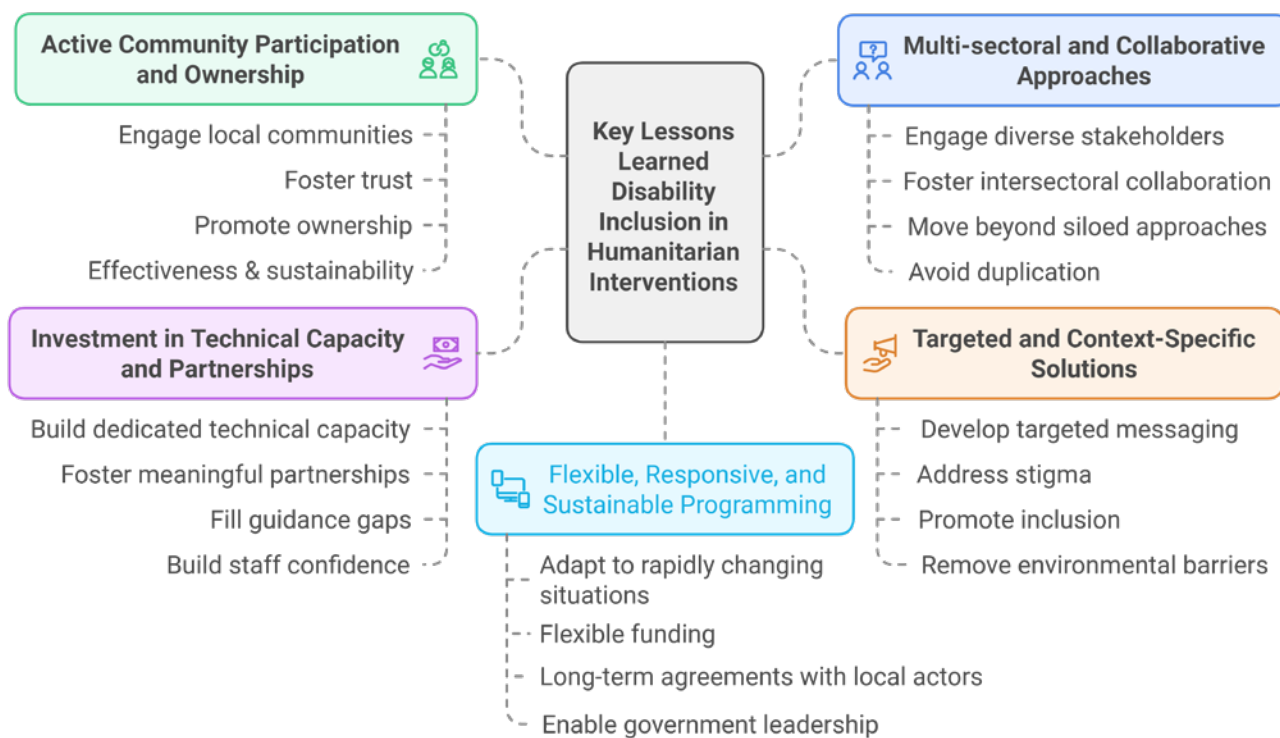 Key Lessons
Learned
Disability
Inclusion in
Humanitarian
Interventions
Active Community Participation
and Ownership
Engage local communities
Foster trust
Promote ownership
Effectiveness & sustainability
Multi-sectoral and Collaborative
Approaches
Engage diverse stakeholders
Foster intersectoral collaboration
Move beyond siloed approaches
Avoid duplication
Investment in Technical Capacity
and Partnerships
Build dedicated technical capacity
Foster meaningful partnerships
Fill guidance gaps
Build staff confidence
Targeted and Context-Specific
Solutions
Develop targeted messaging
Address stigma
Promote inclusion
Remove environmental barriers
Flexible, Responsive, and
Sustainable Programming
Adapt to rapidly changing
situations
Flexible funding
Long-term agreements with local actors
Enable government leadership